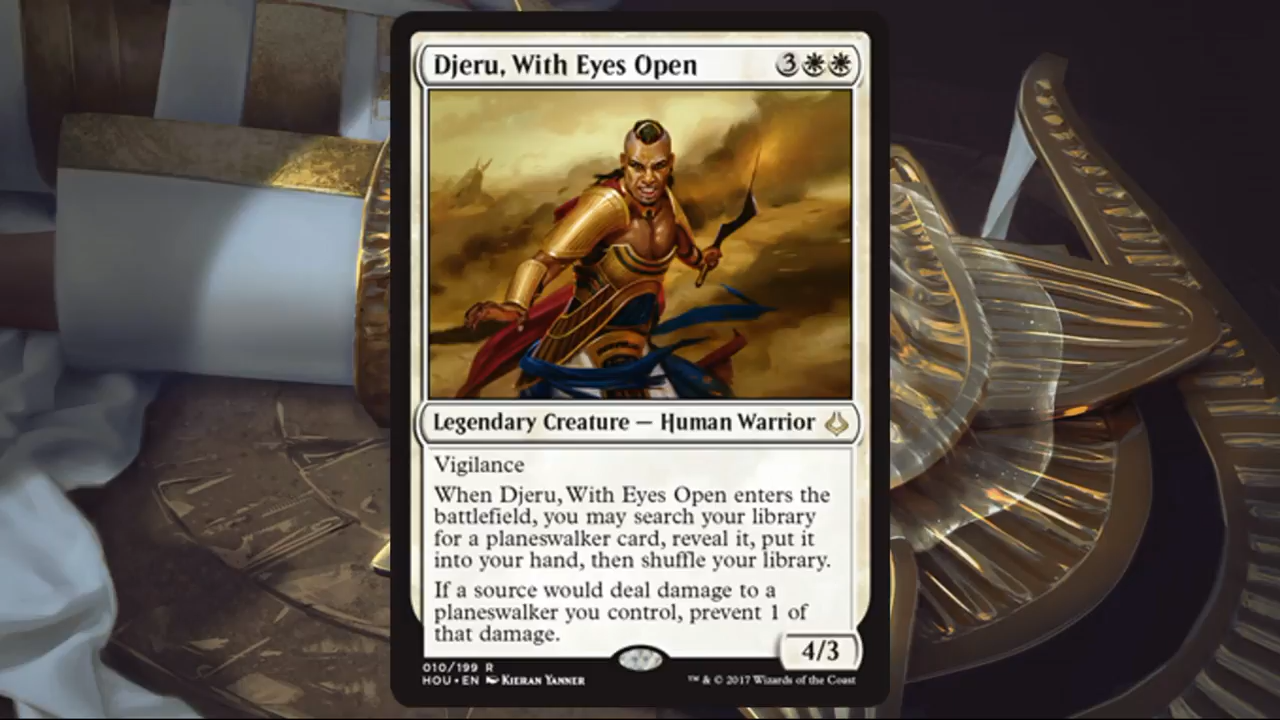 Djeru, With Eyes Open 3
Legendary Creature — Human Warrior
Vigilance
When Djeru, With Eyes Open enters the
battlefield, you may search your library
for a planeswalker card, reveal it, put it
into your hand, then shuffle your library.
If a source would deal damage to a
planeswalker you control, prevent 1 of
that damage.
4/3
010/199 R
HOU • EN KIERAN YANNER
™ & © 2017 Wizards of the Coast